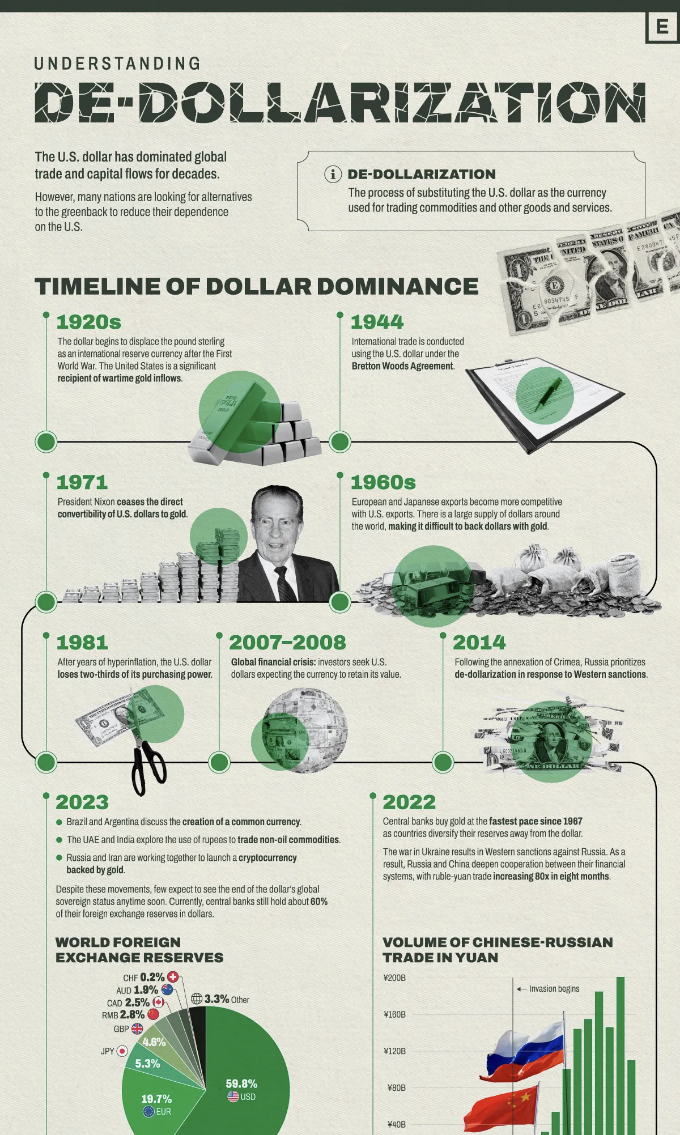 E
UNDERSTANDING
DE-DOLLARIZATION
The U.S. dollar has dominated global
trade and capital flows for decades.
However, many nations are looking for alternatives
to the greenback to reduce their dependence
on the U.S.
i DE-DOLLARIZATION
The process of substituting the U.S. dollar as the currency
used for trading commodities and other goods and services.
TIMELINE OF DOLLAR DOMINANCE
1920s
The dollar begins to displace the pound sterling
as an international reserve currency after the First
World War. The United States is a significant
recipient of wartime gold inflows.
1944
International trade is conducted
using the U.S. dollar under the
Bretton Woods Agreement.
1971
President Nixon ceases the direct
convertibility of U.S. dollars to gold.
1960s
European and Japanese exports become more competitive
with U.S. exports. There is a large supply of dollars around
the world, making it difficult to back dollars with gold.
1981
After years of hyperinflation, the U.S. dollar
loses two-thirds of its purchasing power.
2007–2008
Global financial crisis: investors seek U.S.
dollars expecting the currency to retain its value.
2014
Following the annexation of Crimea, Russia prioritizes
de-dollarization in response to Western sanctions.
2023
Brazil and Argentina discuss the creation of a common currency.
The UAE and India explore the use of rupees to trade non-oil commodities.
Russia and Iran are working together to launch a cryptocurrency
backed by gold.
Despite these movements, few expect to see the end of the dollar's global
sovereign status anytime soon. Currently, central banks still hold about 60%
of their foreign exchange reserves in dollars.
2022
Central banks buy gold at the fastest pace since 1967
as countries diversify their reserves away from the dollar.
The war in Ukraine results in Western sanctions against Russia. As a
result, Russia and China deepen cooperation between their financial
systems, with ruble-yuan trade increasing 80x in eight months.
WORLD FOREIGN
EXCHANGE RESERVES
CHF 0.2%
AUD 1.9%
CAD 2.5%
RMB 2.8%
GBP
4.6%
JPY
5.3%
3.3% Other
19.7%
EUR
59.8%
USD
VOLUME OF CHINESE-RUSSIAN
TRADE IN YUAN
¥200B
Invasion begins
¥160B
¥120B
¥80B
¥40B